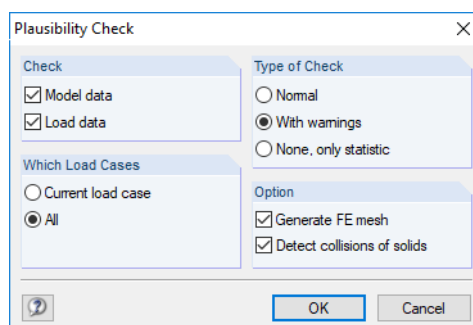 Plausibility Check
Check
Model data
Load data
Which Load Cases
Current load case
All
Type of Check
Normal
With warnings
None, only statistic
Option
Generate FE mesh
Detect collisions of solids
OK
Cancel